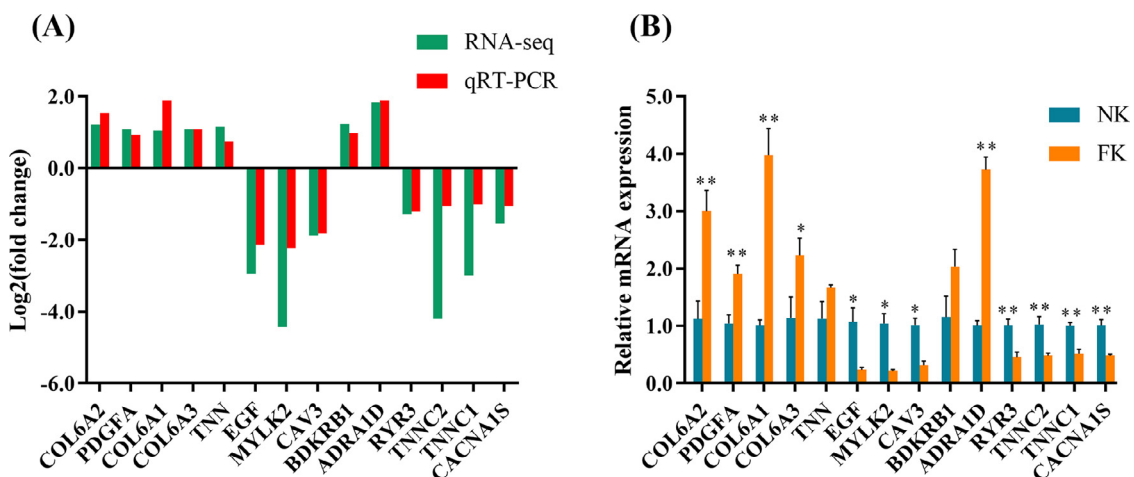 (A)
RNA-seq
qRT-PCR
Log2(fold change)
2.0
0.0
-2.0
-4.0
-6.0
COL6A2
PDGFA
COL6A1
COL6A3
TNN
EGF
MYLK2
CAV3
BDKRB1
ADRA1D
RYR3
TNNC2
TNNC1
CACNA1S
(B)
NK
FK
Relative mRNA expression
5.0
4.0
3.0
2.0
1.0
0.0
**
**
**
*
*
*
*
**
**
**
**
**
COL6A2
PDGFA
COL6A1
COL6A3
TNN
EGF
MYLK2
CAV3
BDKRB1
ADRA1D
RYR3
TNNC2
TNNC1
CACNA1S